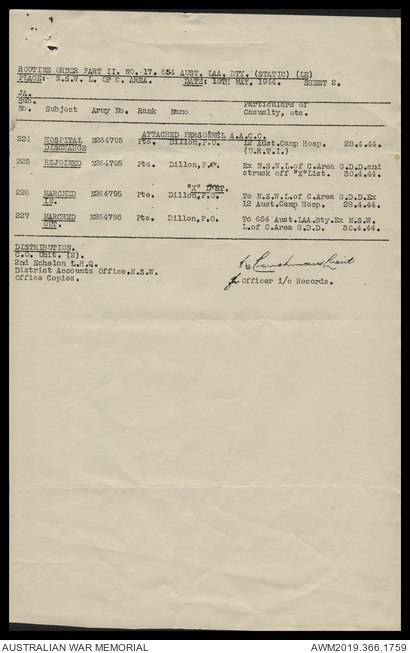 ROUTINE ORDER PART II. NO. 17. 654 AUST. LAA. BTY. (STATIC) (LE)
PLACE:- N.S.W. L. OF C. AREA. DATE: 18TH MAY, 1944. SHEET 2.
JA.
Sub. No. Subject Army No. Rank Name Particulars of Casualty, etc.
ATTACHED PERSONNEL A.A.C.C.
224 HOSPITAL N264795 Pte. Dillon,P.O. 12 Aust.Camp Hosp. 28.4.44.
DISCHARGE (U.R.T.I.)
225 REJOINED N264795 Pte. Dillon,P.O. Ex N.S.W.L.of C.Area G.D.D.and
struck off "X"List. 30.4.44.
"X" LIST.
226 MARCHED N264795 Pte. Dillon,P.O. To N.S.W.L.of C.Area G.D.D.Ex
IN. 12 Aust.Camp Hosp. 28.4.44.
227 MARCHED N264795 Pte. Dillon,P.O. To 654 Aust.LAA.Bty.Ex N.S.W.
OUT. L.of C.Area G.D.D. 30.4.44.
DISTRIBUTION.
C.O. Unit. (2).
2nd Echelon L.H.Q.
District Accounts Office.N.S.W.
Office Copies.
Lieut
for Officer i/c Records.
AUSTRALIAN WAR MEMORIAL
AWM2019.366.1759